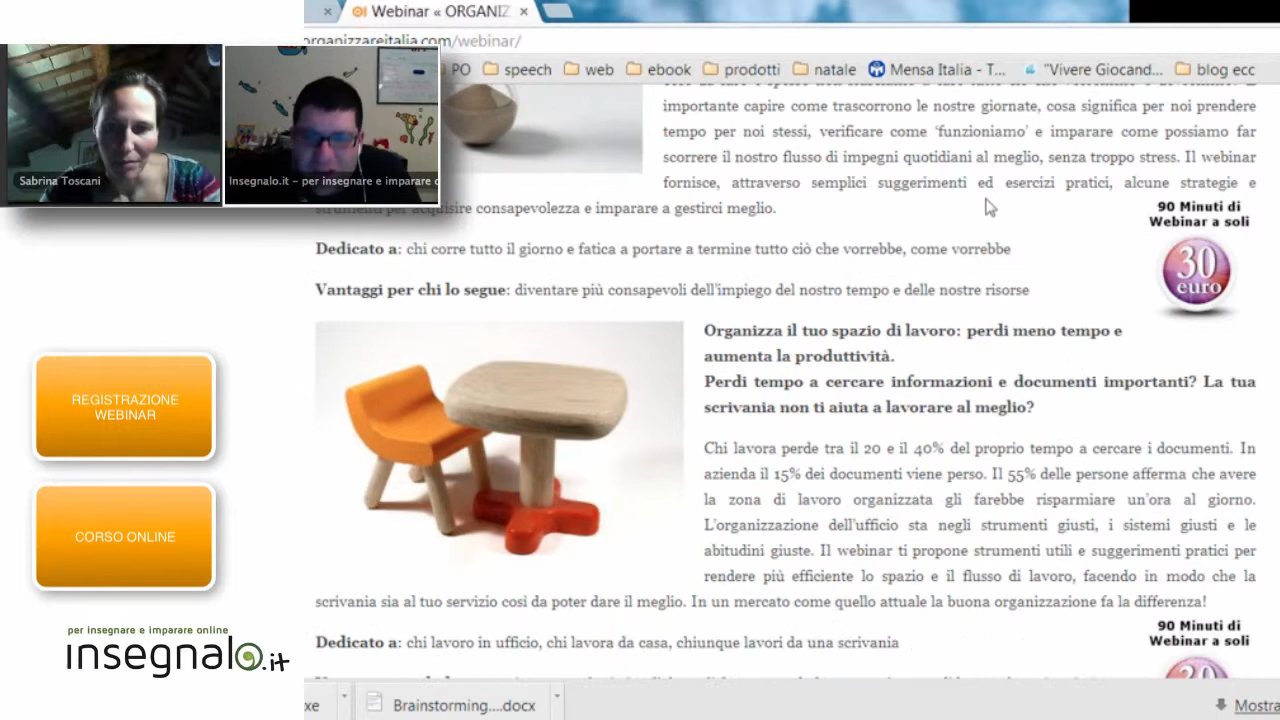 Webinar « ORGANIZ
organizzareitalia.com/webinar/
PO speech web ebook prodotti natale Mensa Italia - T... "Vivere Giocand... blog ecc
importante capire come trascorrono le nostre giornate, cosa significa per noi prendere
tempo per noi stessi, verificare come 'funzioniamo' e imparare come possiamo far
scorrere il nostro flusso di impegni quotidiani al meglio, senza troppo stress. Il webinar
fornisce, attraverso semplici suggerimenti ed esercizi pratici, alcune strategie e
strumenti per acquisire consapevolezza e imparare a gestirci meglio.
Sabrina Toscani
Insegnalo.it – per insegnare e imparare o
90 Minuti di
Webinar a soli
30
euro
Dedicato a: chi corre tutto il giorno e fatica a portare a termine tutto ciò che vorrebbe, come vorrebbe
Vantaggi per chi lo segue: diventare più consapevoli dell'impiego del nostro tempo e delle nostre risorse
Organizza il tuo spazio di lavoro: perdi meno tempo e
aumenta la produttività.
Perdi tempo a cercare informazioni e documenti importanti? La tua
scrivania non ti aiuta a lavorare al meglio?
Chi lavora perde tra il 20 e il 40% del proprio tempo a cercare i documenti. In
azienda il 15% dei documenti viene perso. Il 55% delle persone afferma che avere
la zona di lavoro organizzata gli farebbe risparmiare un'ora al giorno.
L'organizzazione dell'ufficio sta negli strumenti giusti, i sistemi giusti e le
abitudini giuste. Il webinar ti propone strumenti utili e suggerimenti pratici per
rendere più efficiente lo spazio e il flusso di lavoro, facendo in modo che la
scrivania sia al tuo servizio così da poter dare il meglio. In un mercato come quello attuale la buona organizzazione fa la differenza!
Dedicato a: chi lavoro in ufficio, chi lavora da casa, chiunque lavori da una scrivania
90 Minuti di
Webinar a soli
30
REGISTRAZIONE
WEBINAR
CORSO ONLINE
per insegnare e imparare online
insegnalo.it
xe
Brainstorming....docx
Mostra